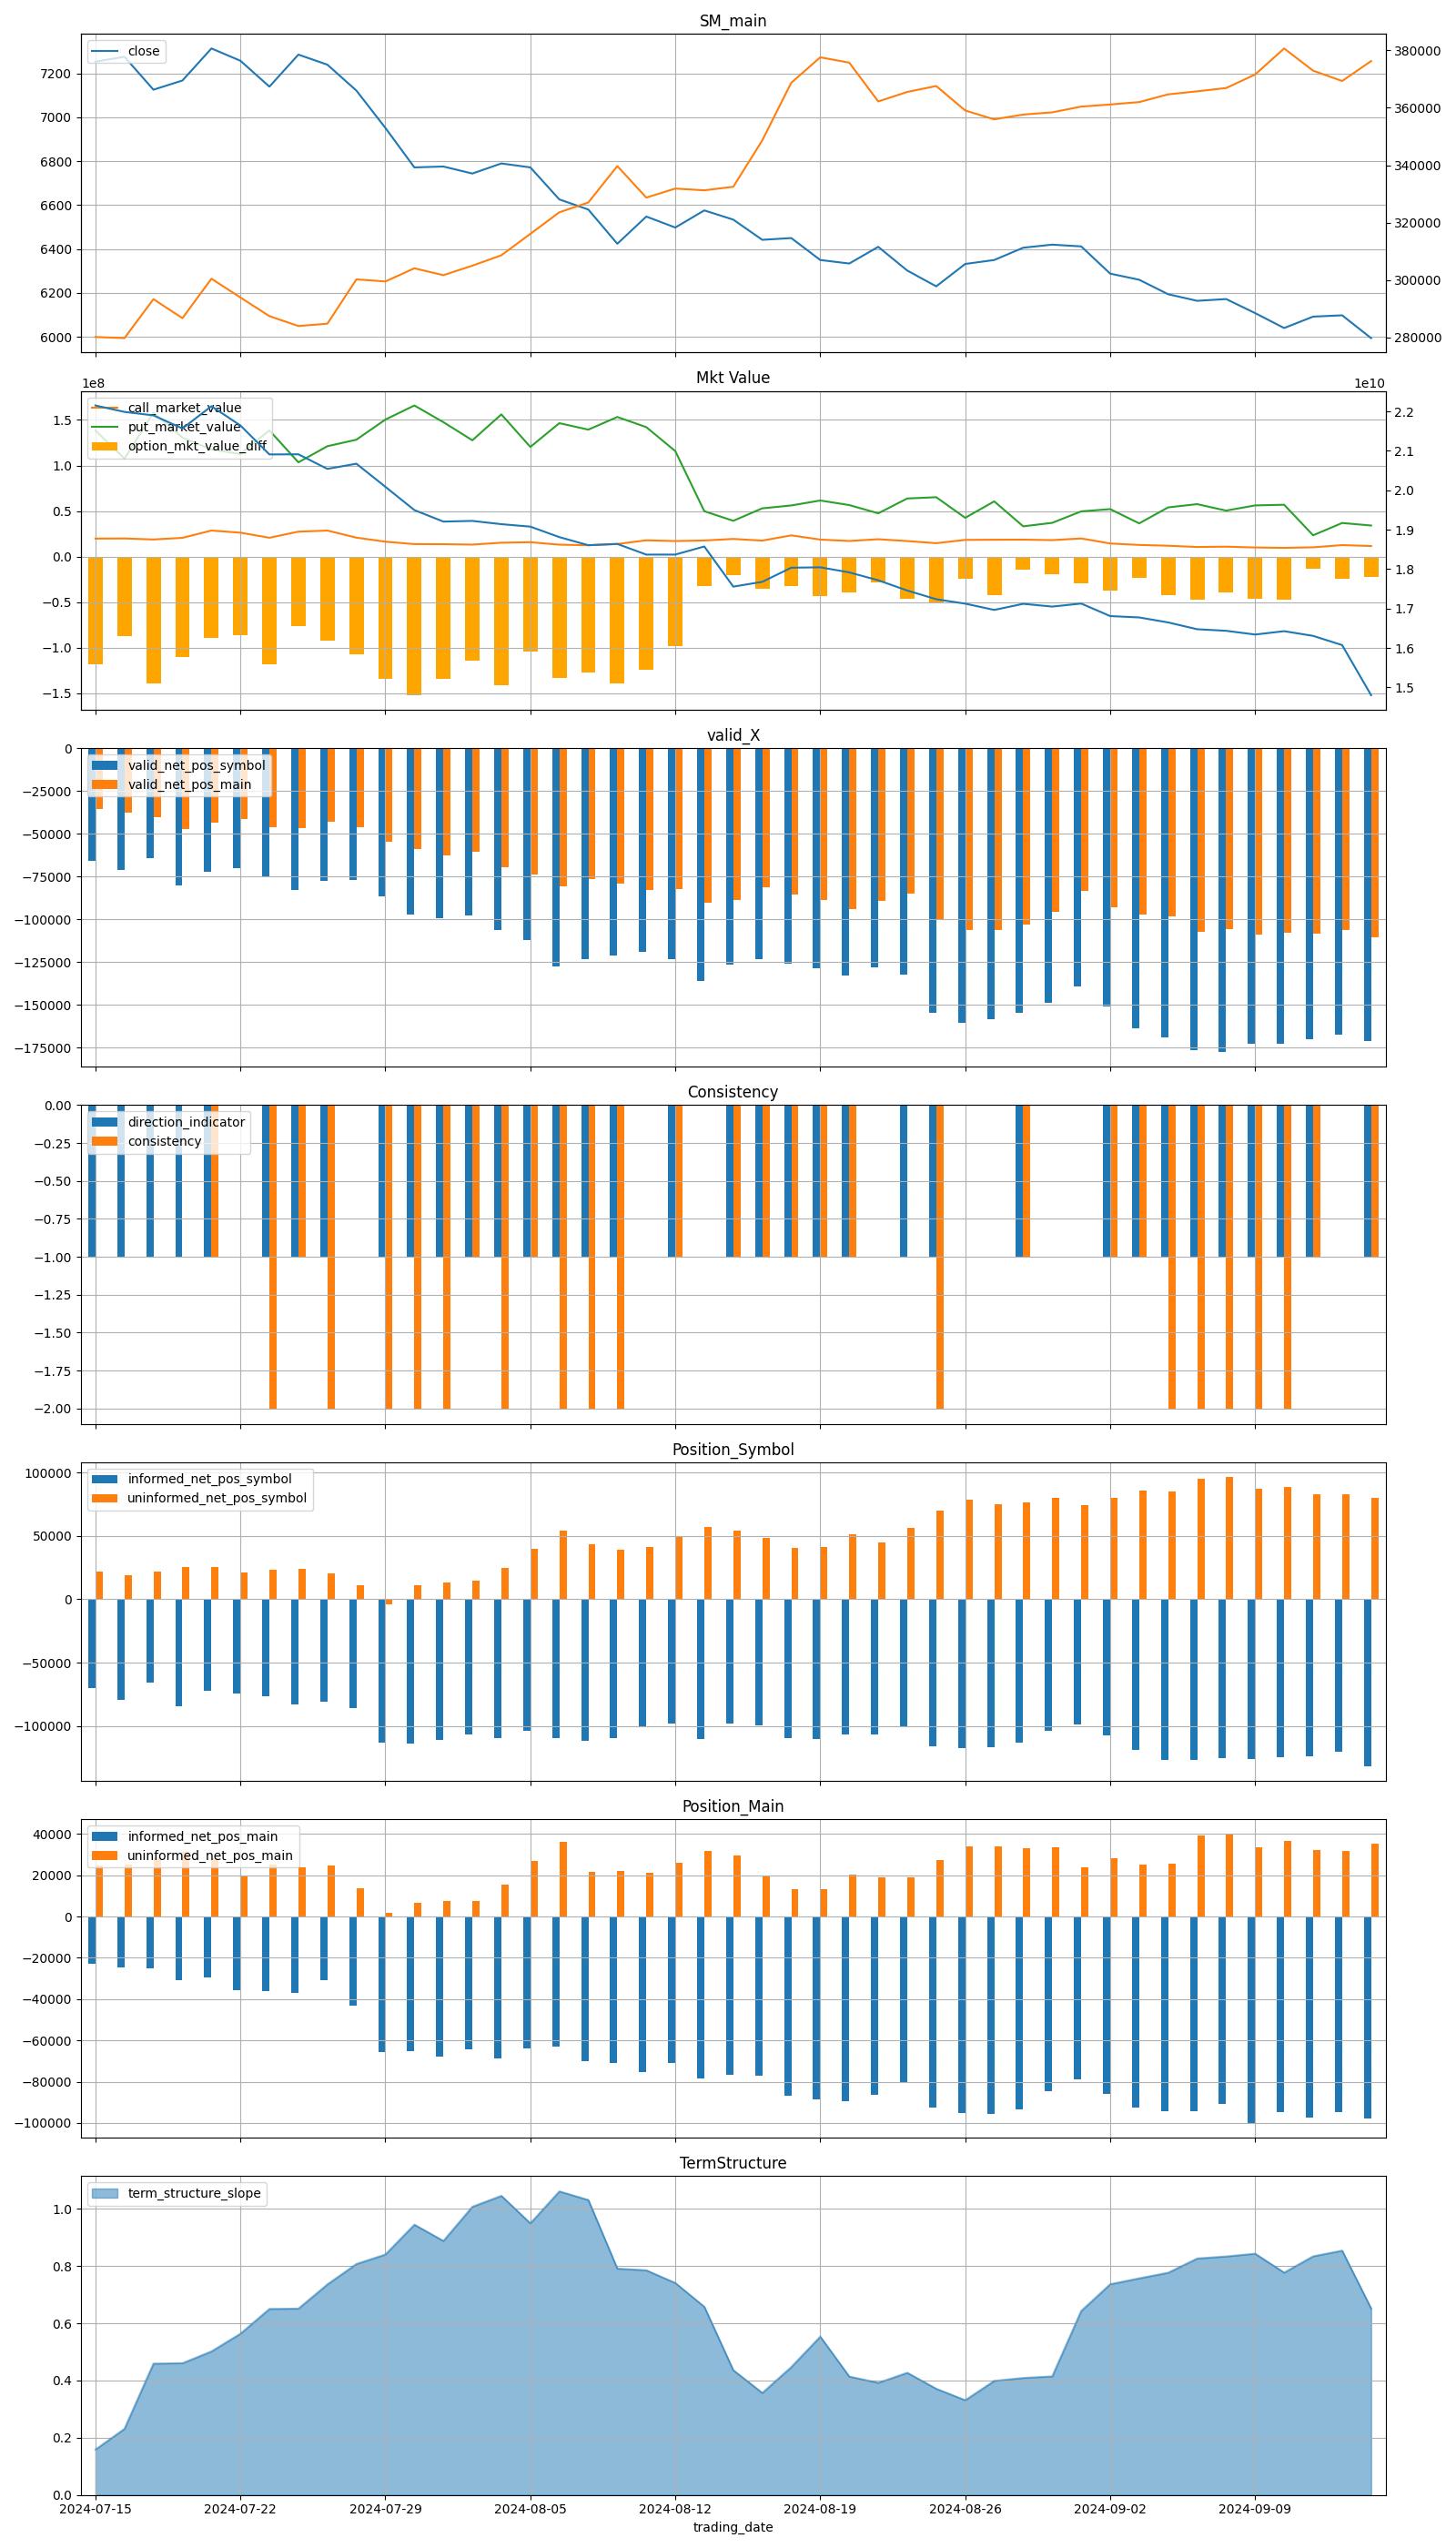 SM_main
close
7200
7000
6800
6600
6400
6200
6000
380000
360000
340000
320000
300000
280000
Mkt Value
1e8
1e10
call_market_value
put_market_value
option_mkt_value_diff
1.5
1.0
0.5
0.0
−0.5
−1.0
−1.5
2.2
2.1
2.0
1.9
1.8
1.7
1.6
1.5
valid_X
valid_net_pos_symbol
valid_net_pos_main
0
−25000
−50000
−75000
−100000
−125000
−150000
−175000
Consistency
direction_indicator
consistency
0.00
−0.25
−0.50
−0.75
−1.00
−1.25
−1.50
−1.75
−2.00
Position_Symbol
informed_net_pos_symbol
uninformed_net_pos_symbol
100000
50000
0
−50000
−100000
Position_Main
informed_net_pos_main
uninformed_net_pos_main
40000
20000
0
−20000
−40000
−60000
−80000
−100000
TermStructure
term_structure_slope
1.0
0.8
0.6
0.4
0.2
0.0
2024-07-15 2024-07-22 2024-07-29 2024-08-05 2024-08-12 2024-08-19 2024-08-26 2024-09-02 2024-09-09
trading_date